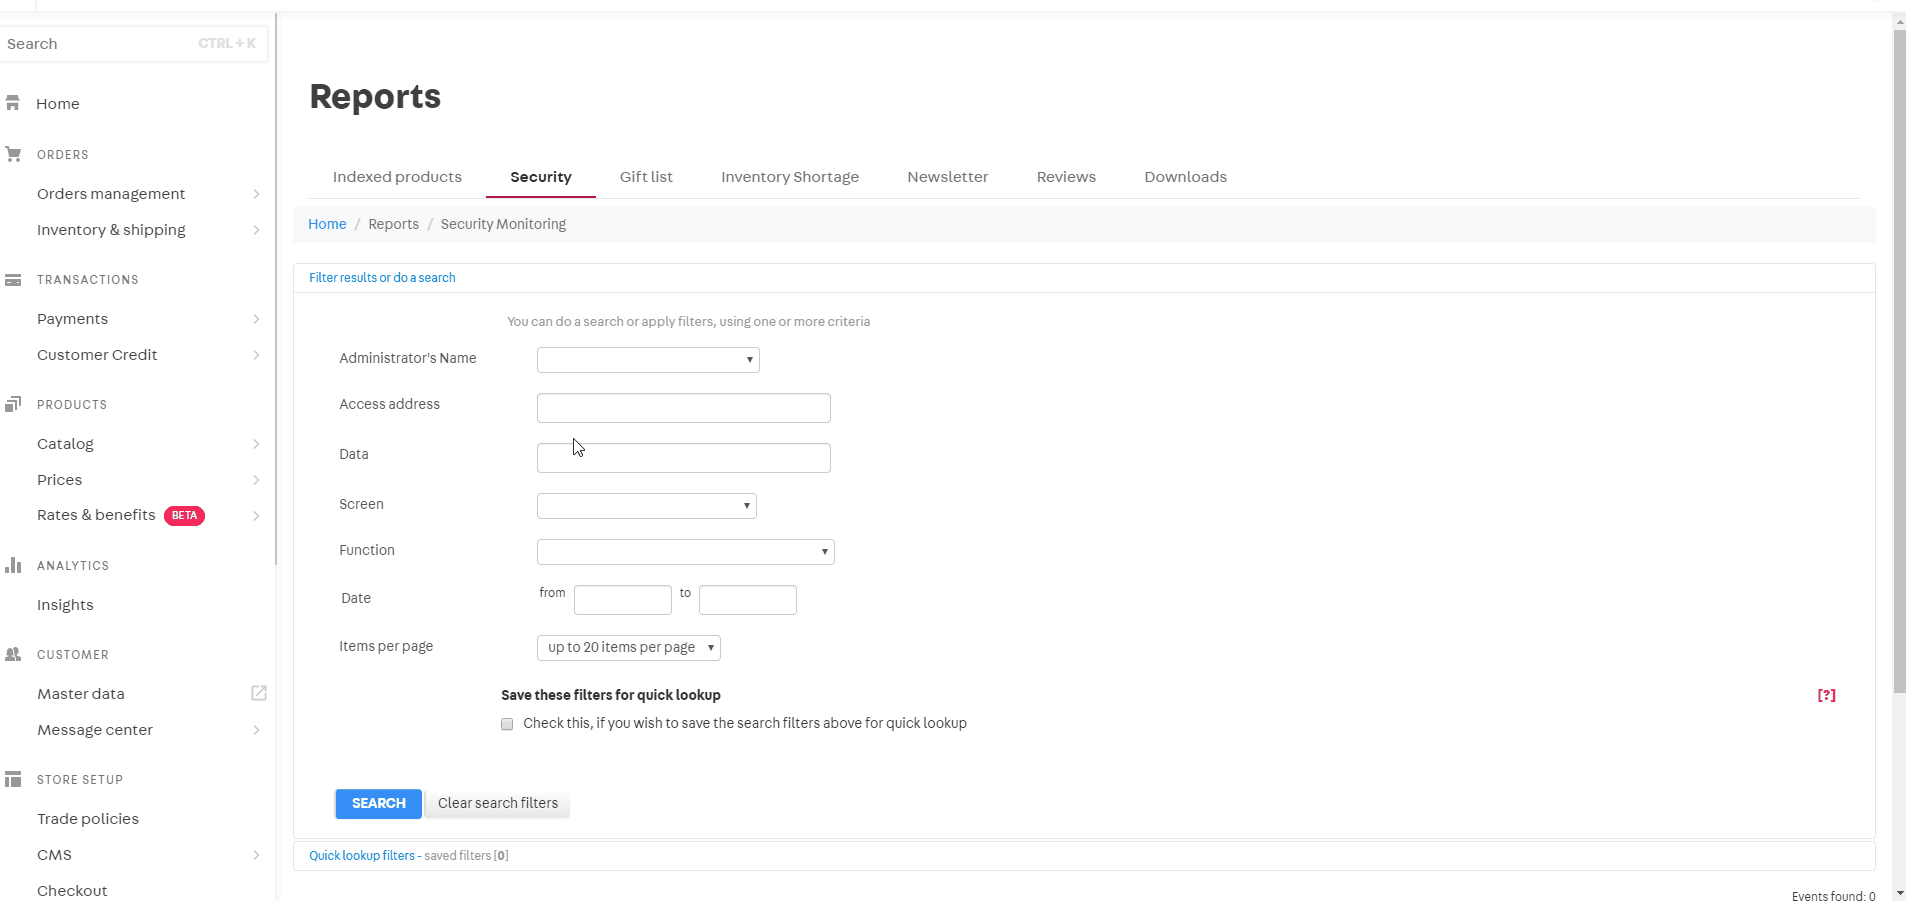 Search CTRL + K
Home
ORDERS
Orders management
Inventory & shipping
TRANSACTIONS
Payments
Customer Credit
PRODUCTS
Catalog
Prices
Rates & benefits BETA
ANALYTICS
Insights
CUSTOMER
Master data
Message center
STORE SETUP
Trade policies
CMS
Checkout
Reports
Indexed products Security Gift list Inventory Shortage Newsletter Reviews Downloads
Home / Reports / Security Monitoring
Filter results or do a search
You can do a search or apply filters, using one or more criteria
Administrator's Name
Access address
Data
Screen
Function
Date from to
Items per page up to 20 items per page
Save these filters for quick lookup [?]
Check this, if you wish to save the search filters above for quick lookup
SEARCH Clear search filters
Quick lookup filters - saved filters [0]
Events found: 0